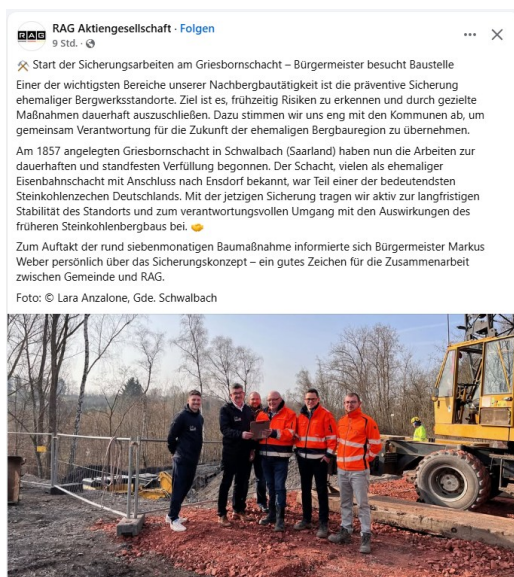 RAG
RAG Aktiengesellschaft · Folgen
9 Std. ·
⚒️ Start der Sicherungsarbeiten am Griesbornschacht – Bürgermeister besucht Baustelle
Einer der wichtigsten Bereiche unserer Nachbergbautätigkeit ist die präventive Sicherung
ehemaliger Bergwerksstandorte. Ziel ist es, frühzeitig Risiken zu erkennen und durch gezielte
Maßnahmen dauerhaft auszuschließen. Dazu stimmen wir uns eng mit den Kommunen ab, um
gemeinsam Verantwortung für die Zukunft der ehemaligen Bergbauregion zu übernehmen.
Am 1857 angelegten Griesbornschacht in Schwalbach (Saarland) haben nun die Arbeiten zur
dauerhaften und standfesten Verfüllung begonnen. Der Schacht, vielen als ehemaliger
Eisenbahnschacht mit Anschluss nach Ensdorf bekannt, war Teil einer der bedeutendsten
Steinkohlenzechen Deutschlands. Mit der jetzigen Sicherung tragen wir aktiv zur langfristigen
Stabilität des Standorts und zum verantwortungsvollen Umgang mit den Auswirkungen des
früheren Steinkohlenbergbaus bei. 🤝
Zum Auftakt der rund siebenmonatigen Baumaßnahme informierte sich Bürgermeister Markus
Weber persönlich über das Sicherungskonzept – ein gutes Zeichen für die Zusammenarbeit
zwischen Gemeinde und RAG.
Foto: © Lara Anzalone, Gde. Schwalbach